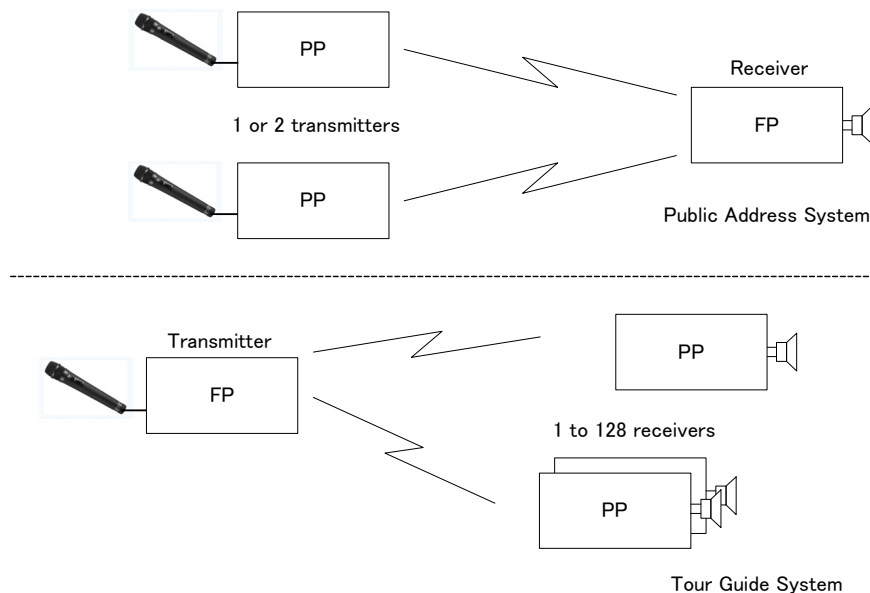 PP
Receiver
FP
1 or 2 transmitters
PP
Public Address System
Transmitter
FP
PP
1 to 128 receivers
PP
Tour Guide System